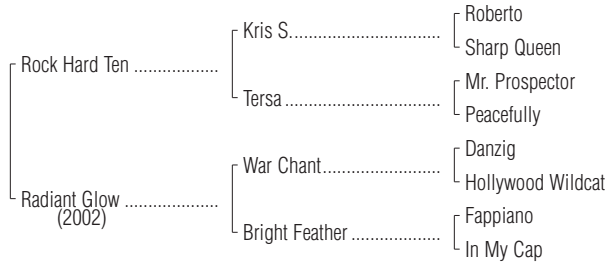 Roberto
Kris S.
Sharp Queen
Rock Hard Ten
Mr. Prospector
Tersa
Peacefully
Danzig
War Chant
Hollywood Wildcat
Radiant Glow
(2002)
Fappiano
Bright Feather
In My Cap